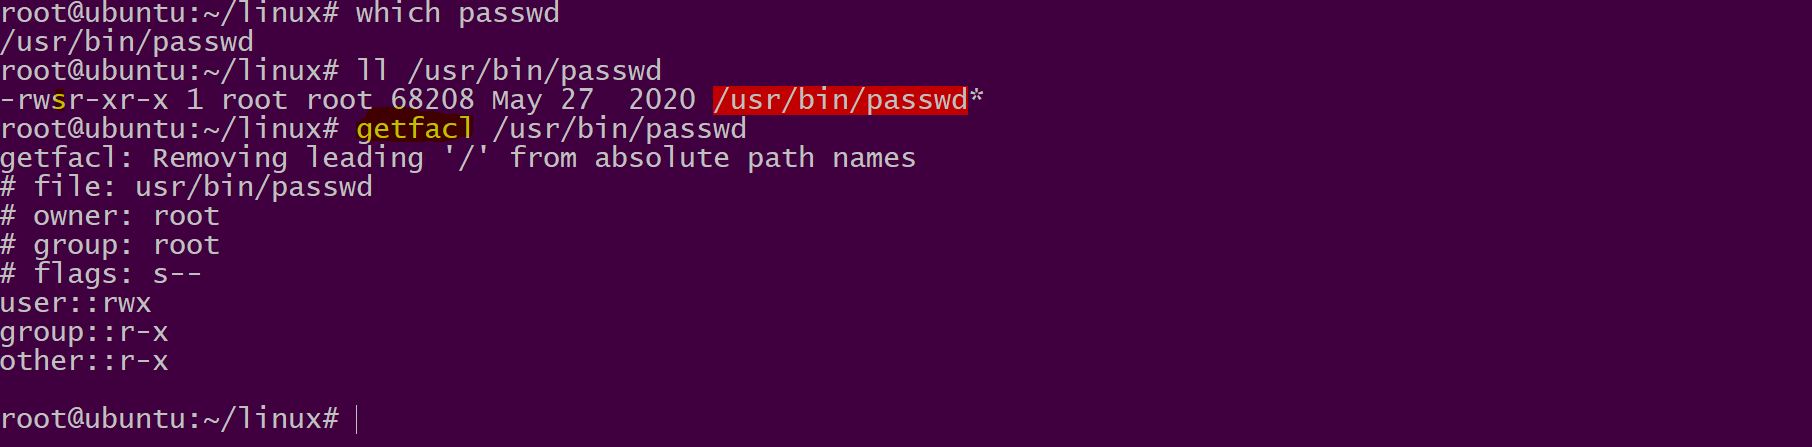 root@ubuntu:~/linux# which passwd
/usr/bin/passwd
root@ubuntu:~/linux# ll /usr/bin/passwd
-rwsr-xr-x 1 root root 68208 May 27  2020 /usr/bin/passwd*
root@ubuntu:~/linux# getfacl /usr/bin/passwd
getfacl: Removing leading '/' from absolute path names
# file: usr/bin/passwd
# owner: root
# group: root
# flags: s--
user::rwx
group::r-x
other::r-x
root@ubuntu:~/linux#